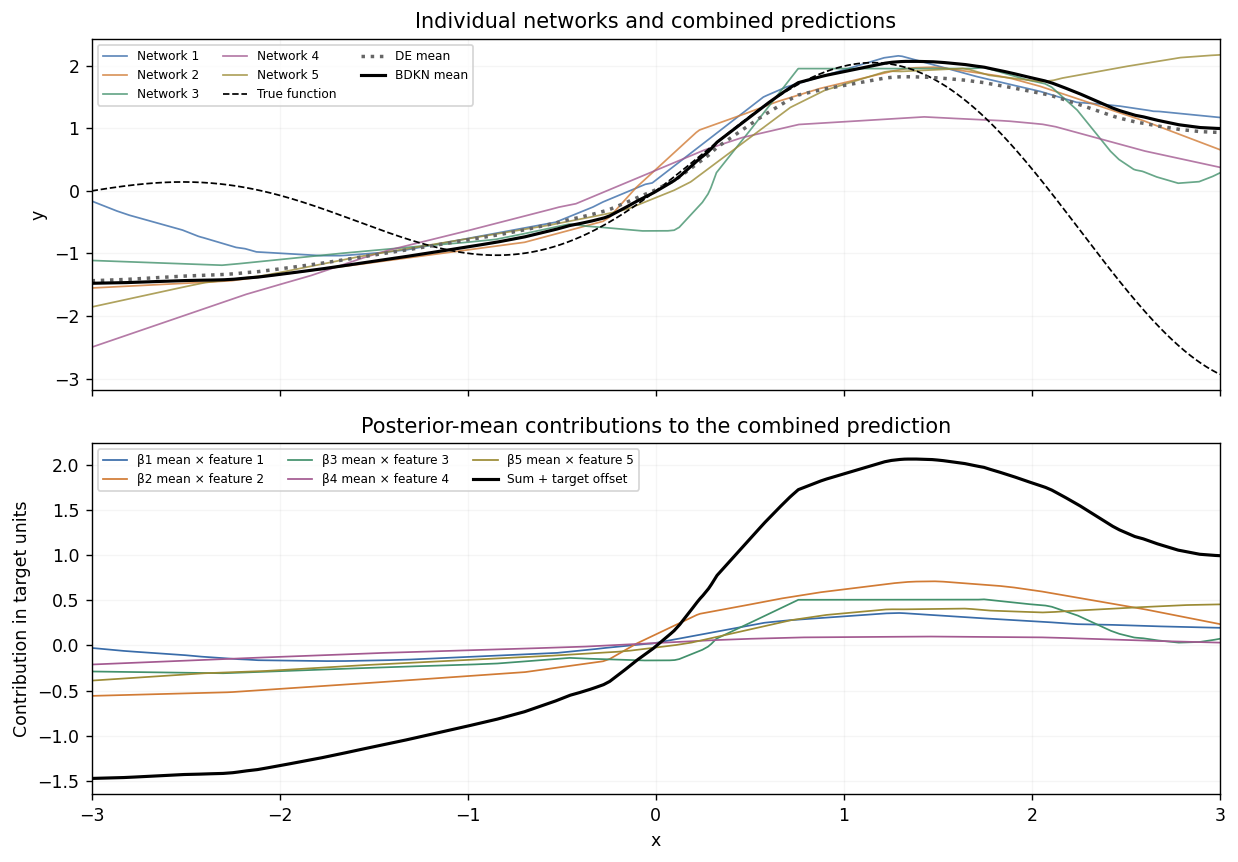 Individual networks and combined predictions
Network 1 Network 4 DE mean
Network 2 Network 5 BDKN mean
Network 3 True function
2
1
0
−1
−2
−3
y
Posterior-mean contributions to the combined prediction
β1 mean × feature 1 β3 mean × feature 3 β5 mean × feature 5
β2 mean × feature 2 β4 mean × feature 4 Sum + target offset
2.0
1.5
1.0
0.5
0.0
−0.5
−1.0
−1.5
Contribution in target units
−3 −2 −1 0 1 2 3
x